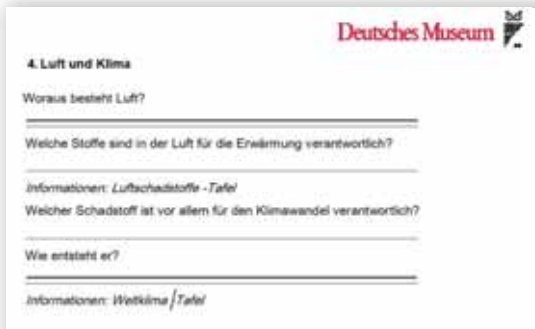 Deutsches Museum
4. Luft und Klima
Woraus besteht Luft?
Welche Stoffe sind in der Luft für die Erwärmung verantwortlich?
Informationen: Luftschadstoffe -Tafel
Welcher Schadstoff ist vor allem für den Klimawandel verantwortlich?
Wie entsteht er?
Informationen: Weltklima/Tafel